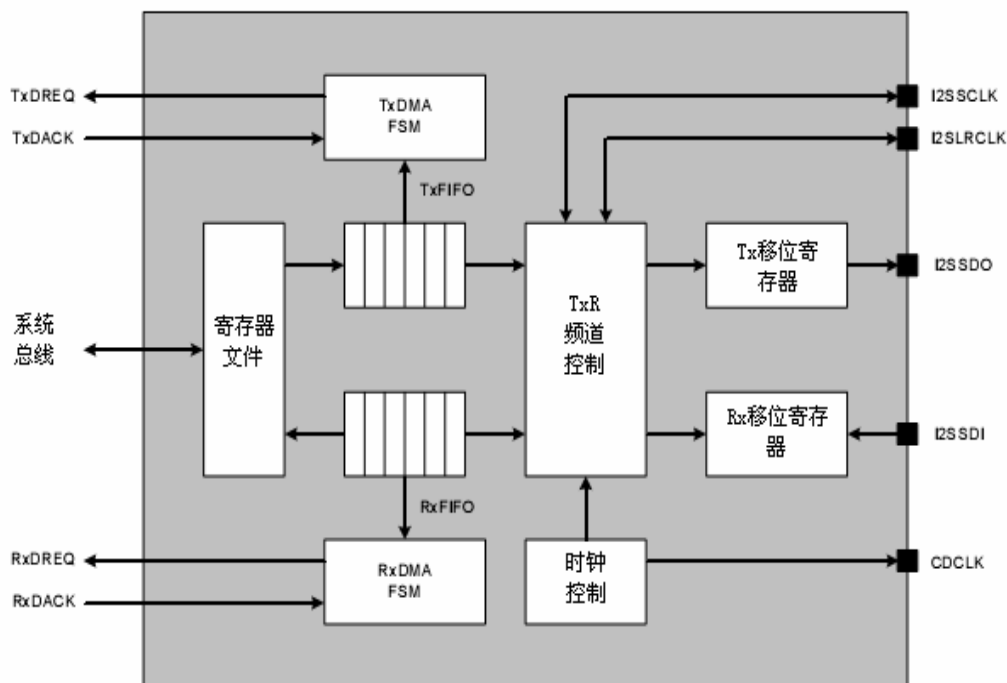 TxDREQ
TxDACK
TxDMA
FSM
I2SSCLK
I2SLRCLK
TxFIFO
系统
总线
寄存器
文件
TxR
频道
控制
Tx移位寄
存器
I2SSDO
Rx移位寄存
器
I2SSDI
RxFIFO
RxDREQ
RxDACK
RxDMA
FSM
时钟
控制
CDCLK